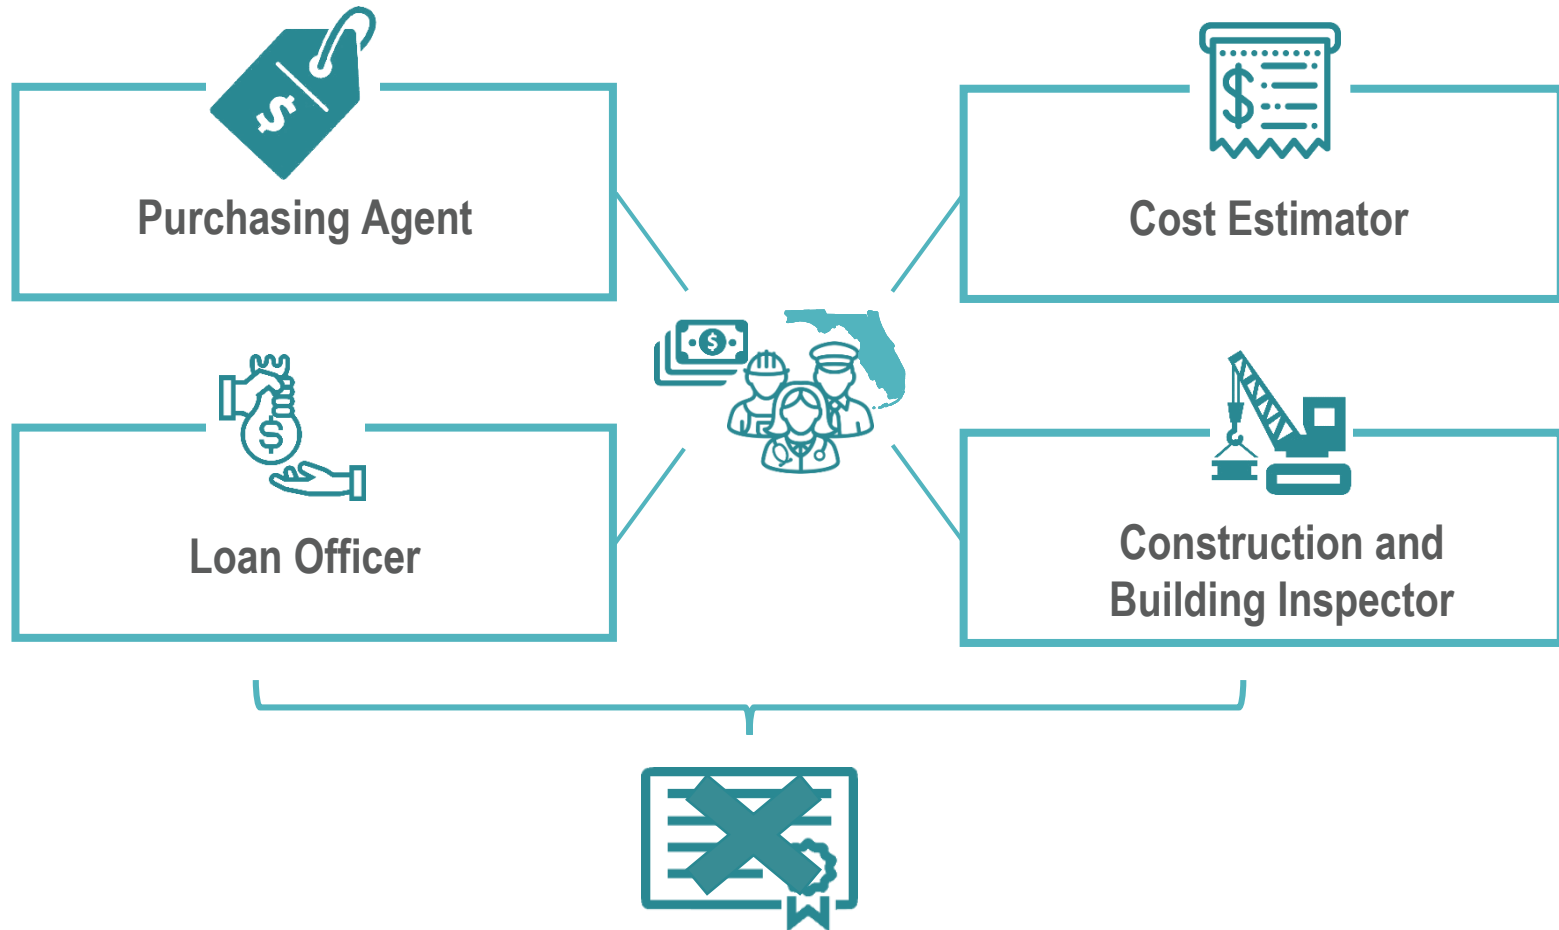 Purchasing Agent
Cost Estimator
Loan Officer
Construction and
Building Inspector